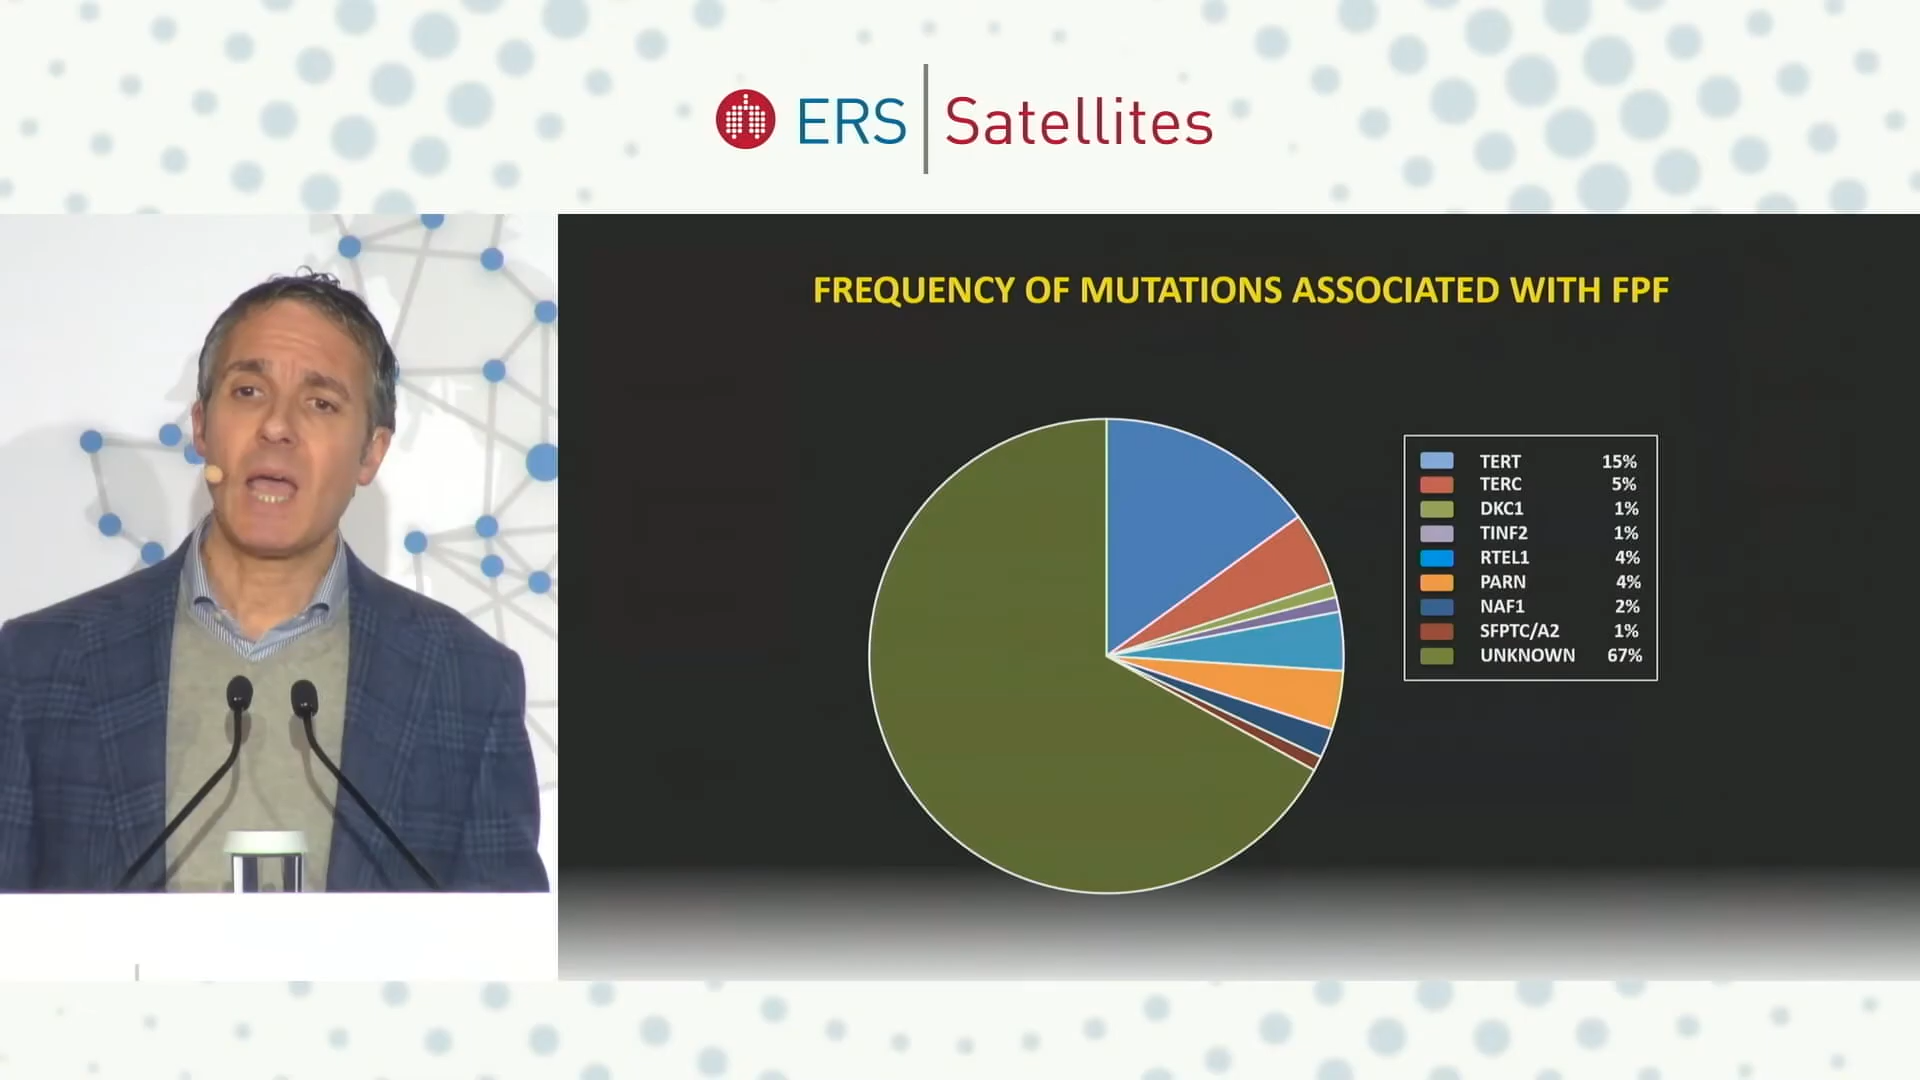 ERS Satellites
FREQUENCY OF MUTATIONS ASSOCIATED WITH FPF
TERT 15%
TERC 5%
DKC1 1%
TINF2 1%
RTEL1 4%
PARN 4%
NAF1 2%
SFPTC/A2 1%
UNKNOWN 67%